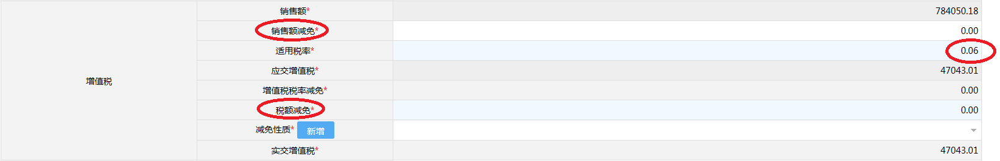 销售额* 784050.18
销售额减免* 0.00
适用税率* 0.06
应交增值税* 47043.01
增值税
增值税税率减免* 0.00
税额减免* 0.00
减免性质* 新增
实交增值税* 47043.01